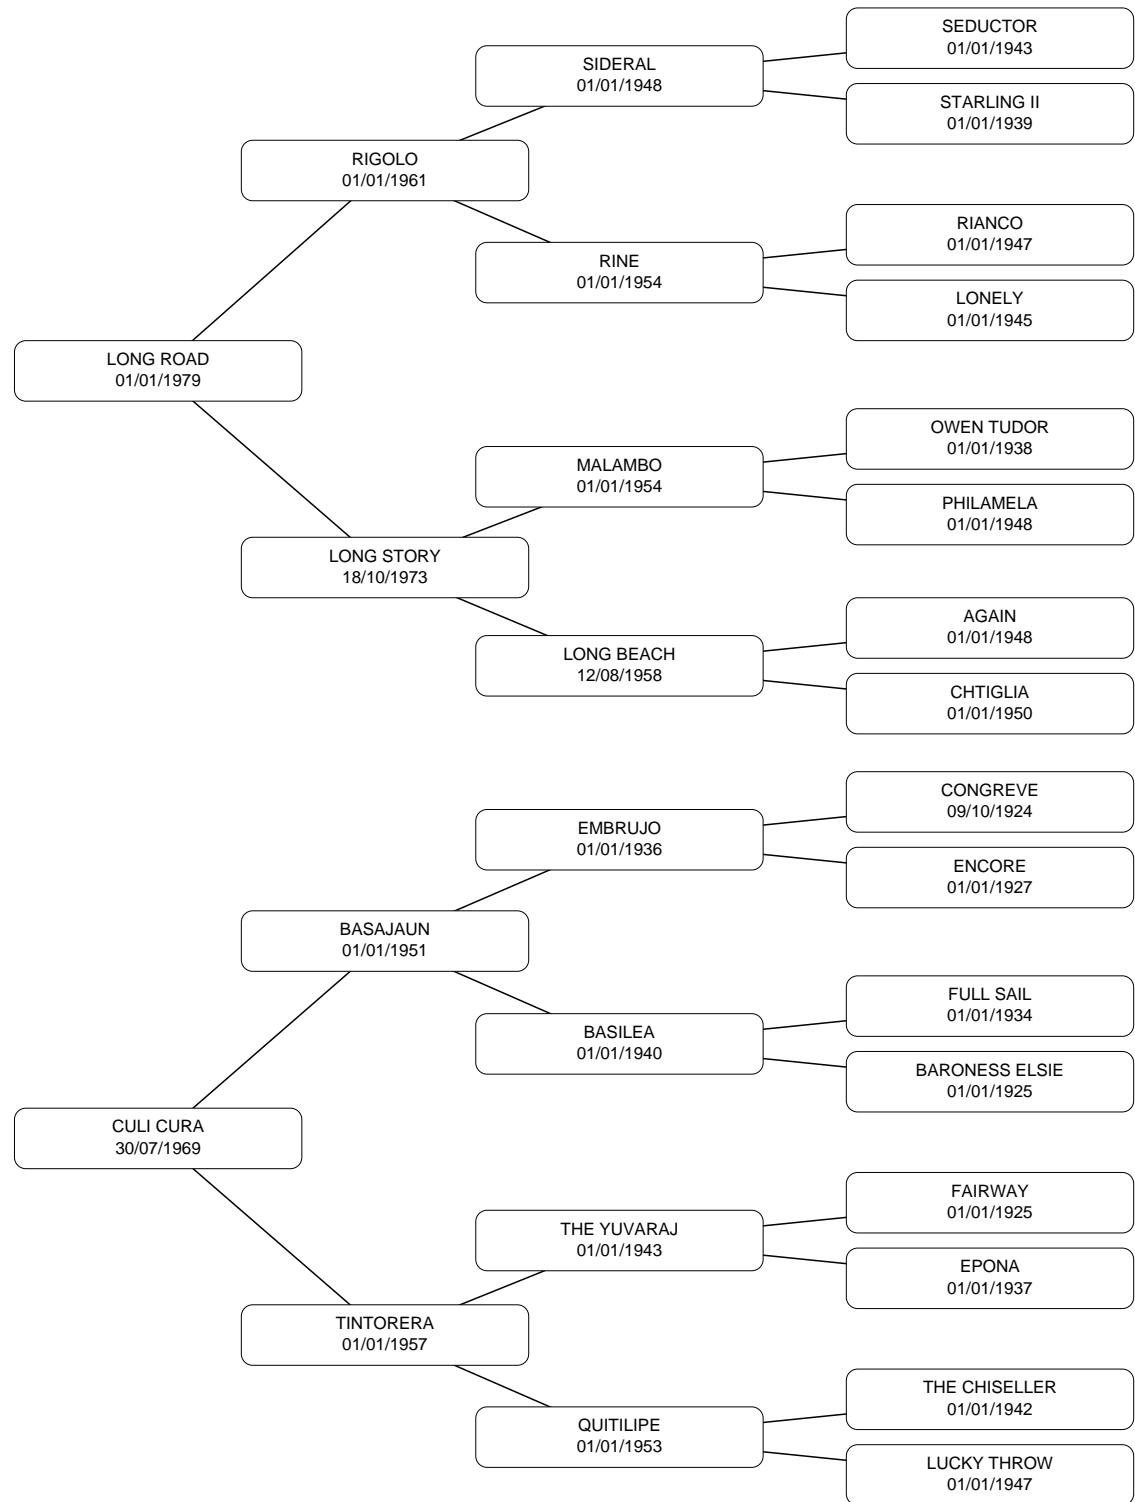 SEDUCTOR
01/01/1943
SIDERAL
01/01/1948
STARLING II
01/01/1939
RIGOLO
01/01/1961
RIANCO
01/01/1947
RINE
01/01/1954
LONELY
01/01/1945
LONG ROAD
01/01/1979
OWEN TUDOR
01/01/1938
MALAMBO
01/01/1954
PHILAMELA
01/01/1948
LONG STORY
18/10/1973
AGAIN
01/01/1948
LONG BEACH
12/08/1958
CHTIGLIA
01/01/1950
CONGREVE
09/10/1924
EMBRUJO
01/01/1936
ENCORE
01/01/1927
BASAJAUN
01/01/1951
FULL SAIL
01/01/1934
BASILEA
01/01/1940
BARONESS ELSIE
01/01/1925
CULI CURA
30/07/1969
FAIRWAY
01/01/1925
THE YUVARAJ
01/01/1943
EPONA
01/01/1937
TINTORERA
01/01/1957
THE CHISELLER
01/01/1942
QUITILIPE
01/01/1953
LUCKY THROW
01/01/1947